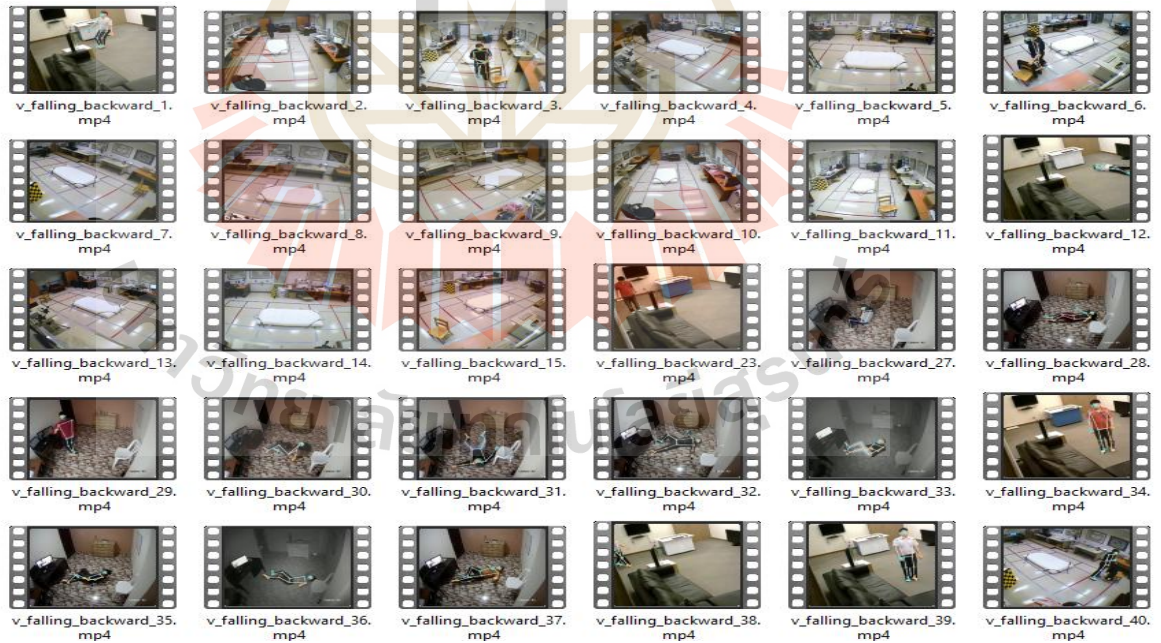 v_falling_backward_1.mp4
v_falling_backward_2.mp4
v_falling_backward_3.mp4
v_falling_backward_4.mp4
v_falling_backward_5.mp4
v_falling_backward_6.mp4
v_falling_backward_7.mp4
v_falling_backward_8.mp4
v_falling_backward_9.mp4
v_falling_backward_10.mp4
v_falling_backward_11.mp4
v_falling_backward_12.mp4
v_falling_backward_13.mp4
v_falling_backward_14.mp4
v_falling_backward_15.mp4
v_falling_backward_23.mp4
v_falling_backward_27.mp4
v_falling_backward_28.mp4
v_falling_backward_29.mp4
v_falling_backward_30.mp4
v_falling_backward_31.mp4
v_falling_backward_32.mp4
v_falling_backward_33.mp4
v_falling_backward_34.mp4
v_falling_backward_35.mp4
v_falling_backward_36.mp4
v_falling_backward_37.mp4
v_falling_backward_38.mp4
v_falling_backward_39.mp4
v_falling_backward_40.mp4